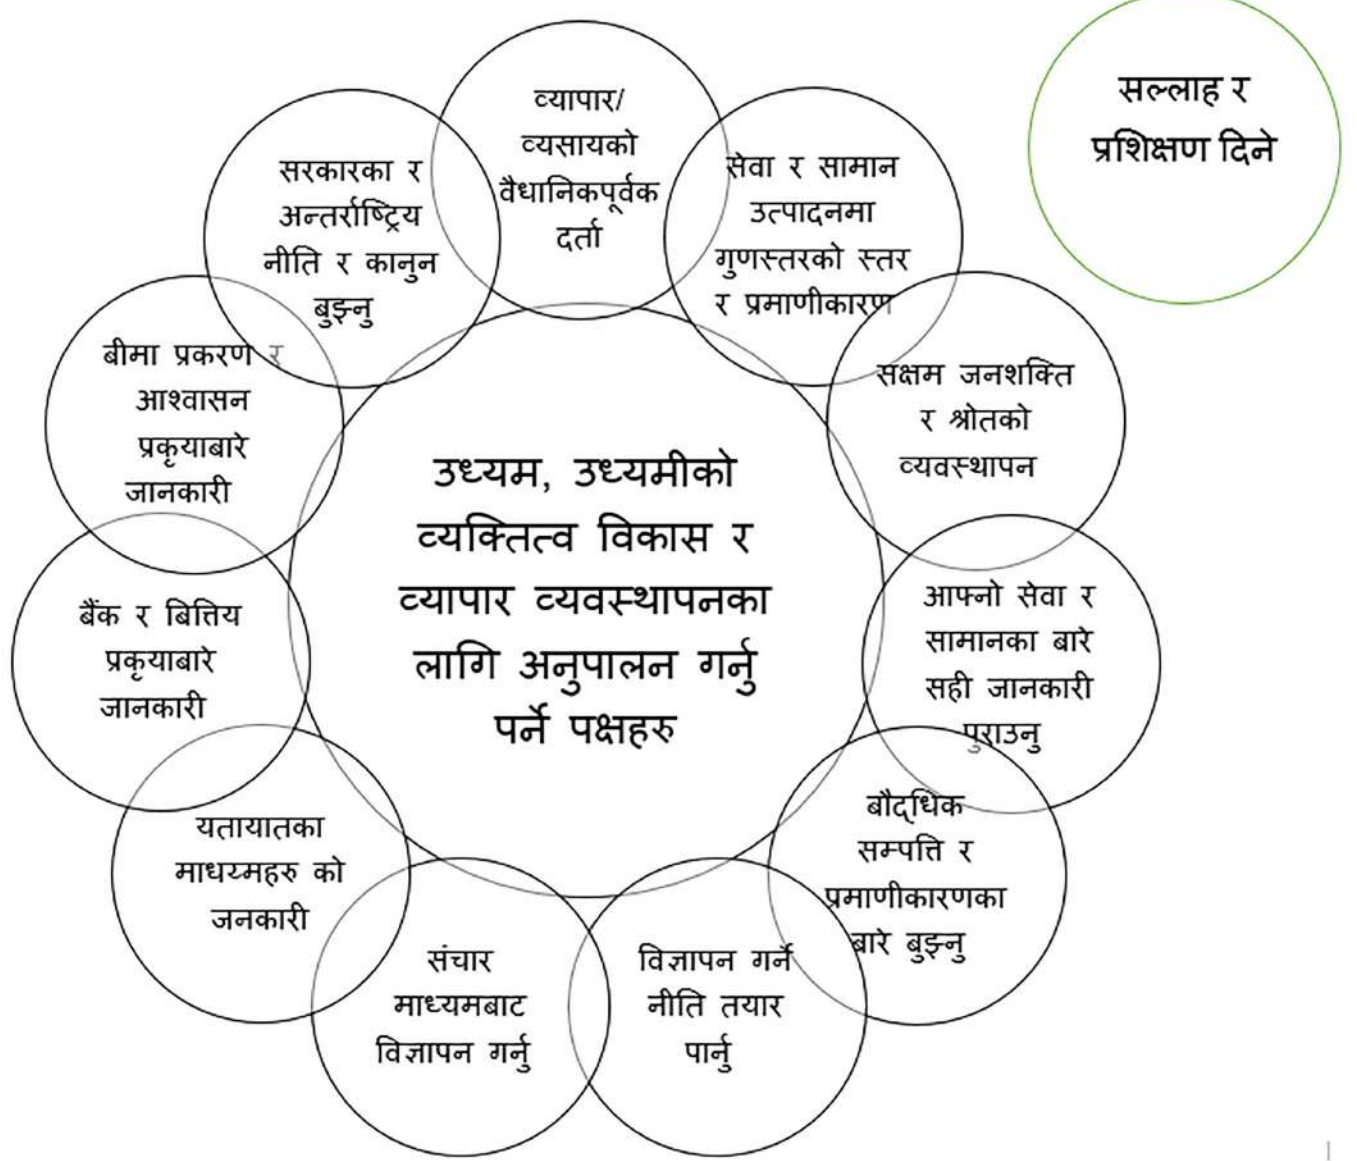 व्यापार/
व्यसायको
वैधानिकपूर्वक
दर्ता
सेवा र सामान
उत्पादनमा
गुणस्तरको स्तर
र प्रमाणीकारण
सक्षम जनशक्ति
र श्रोतको
व्यवस्थापन
आफ्नो सेवा र
सामानका बारे
सही जानकारी
पुराउनु
बौद्धिक
सम्पत्ति र
प्रमाणीकारणका
बारे बुझ्नु
विज्ञापन गर्ने
नीति तयार
पार्नु
संचार
माध्यमबाट
विज्ञापन गर्नु
यतायातका
माधय्महरु को
जनकारी
बैंक र बित्तिय
प्रकृयाबारे
जानकारी
बीमा प्रकरण र
आश्वासन
प्रकृयाबारे
जानकारी
सरकारका र
अन्तर्राष्ट्रिय
नीति र कानुन
बुझ्नु
उध्यम, उध्यमीको
व्यक्तित्व विकास र
व्यापार व्यवस्थापनका
लागि अनुपालन गर्नु
पर्ने पक्षहरु
सल्लाह र
प्रशिक्षण दिने